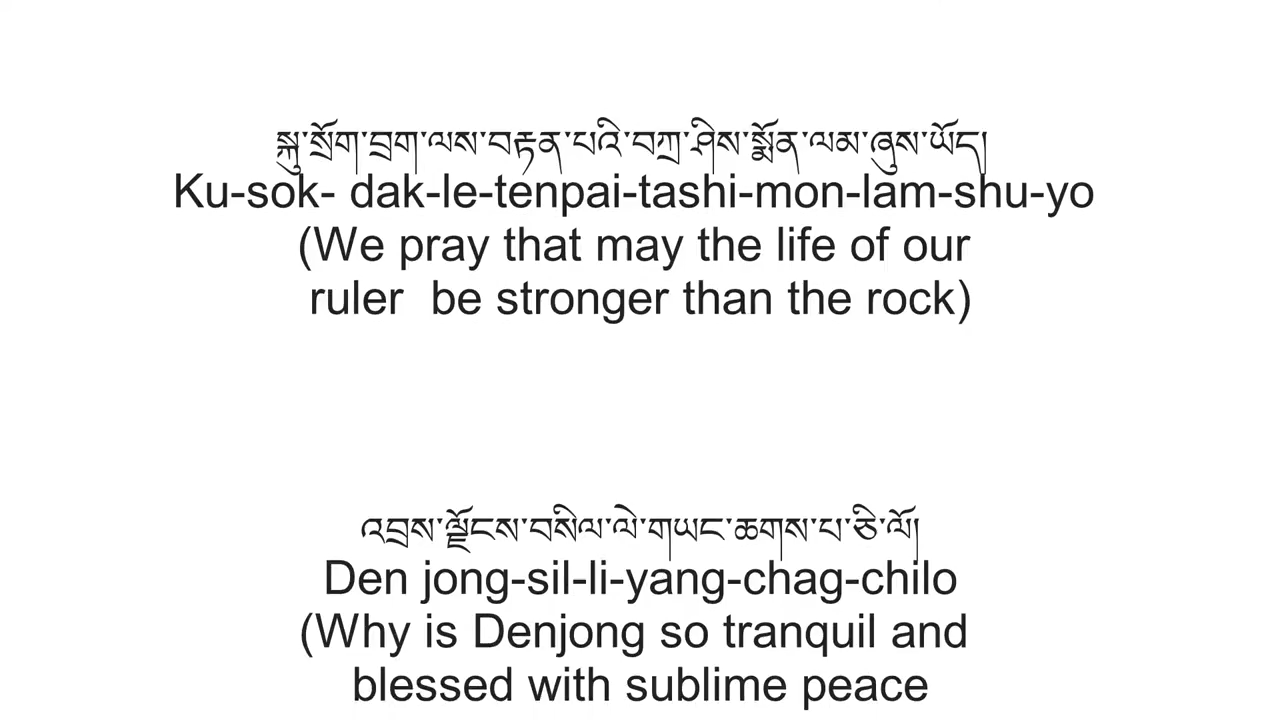 སྐུ་སྲོག་བྲག་ལས་བརྟན་པའི་བཀྲ་ཤིས་སྨོན་ལམ་ཞུས་ཡོད།
Ku-sok- dak-le-tenpai-tashi-mon-lam-shu-yo
(We pray that may the life of our
ruler  be stronger than the rock)
འབྲས་ལྗོངས་བསིལ་ལེ་གཡང་ཆགས་པ་ཅི་ལོ།
Den jong-sil-li-yang-chag-chilo
(Why is Denjong so tranquil and
blessed with sublime peace